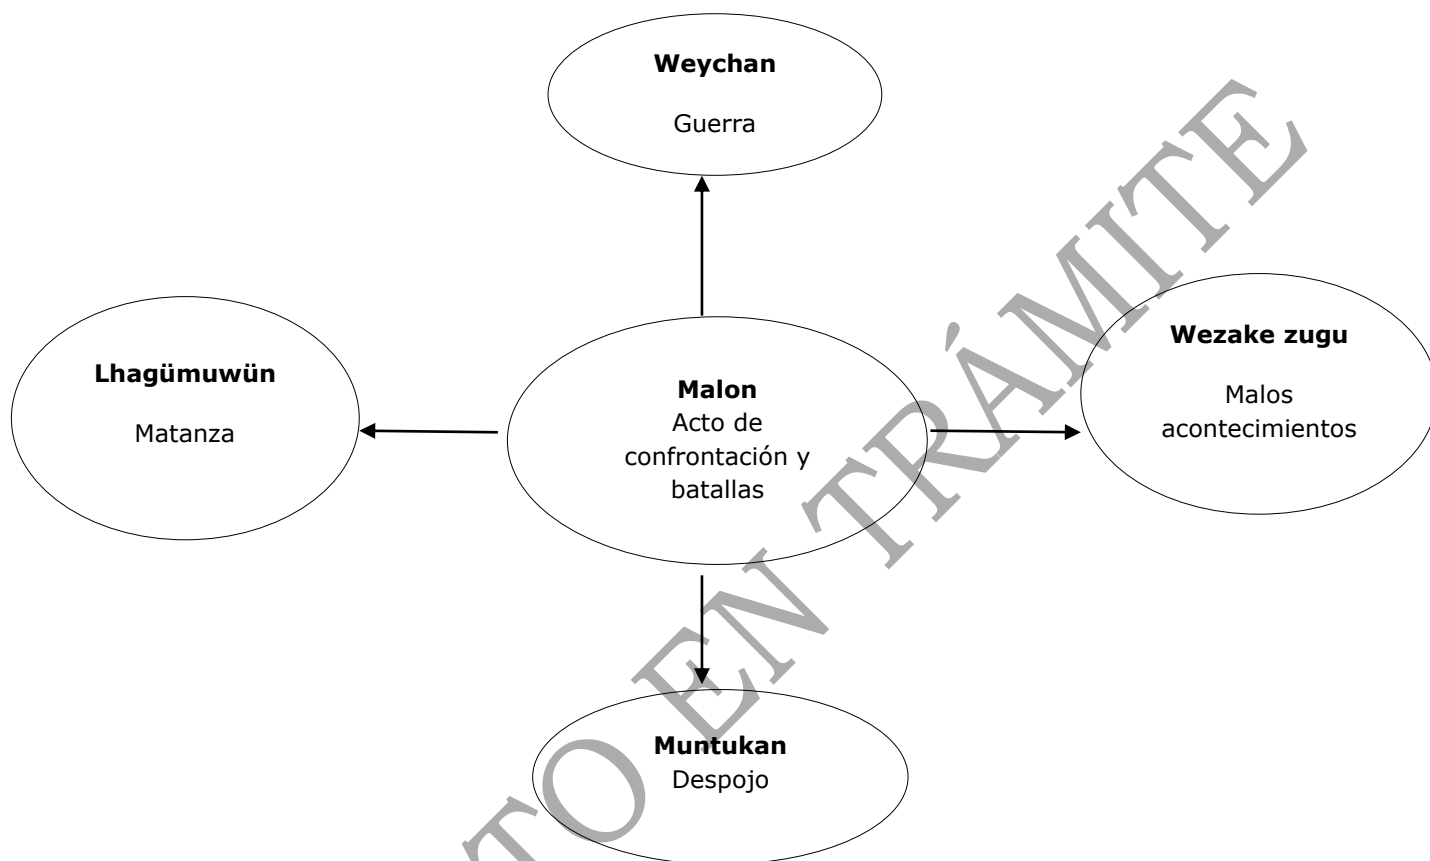 Weychan
Guerra
Lhagümuwün
Matanza
Malon
Acto de
confrontación y
batallas
Wezake zugu
Malos
acontecimientos
Muntukan
Despojo
TO EN TRÁMITE